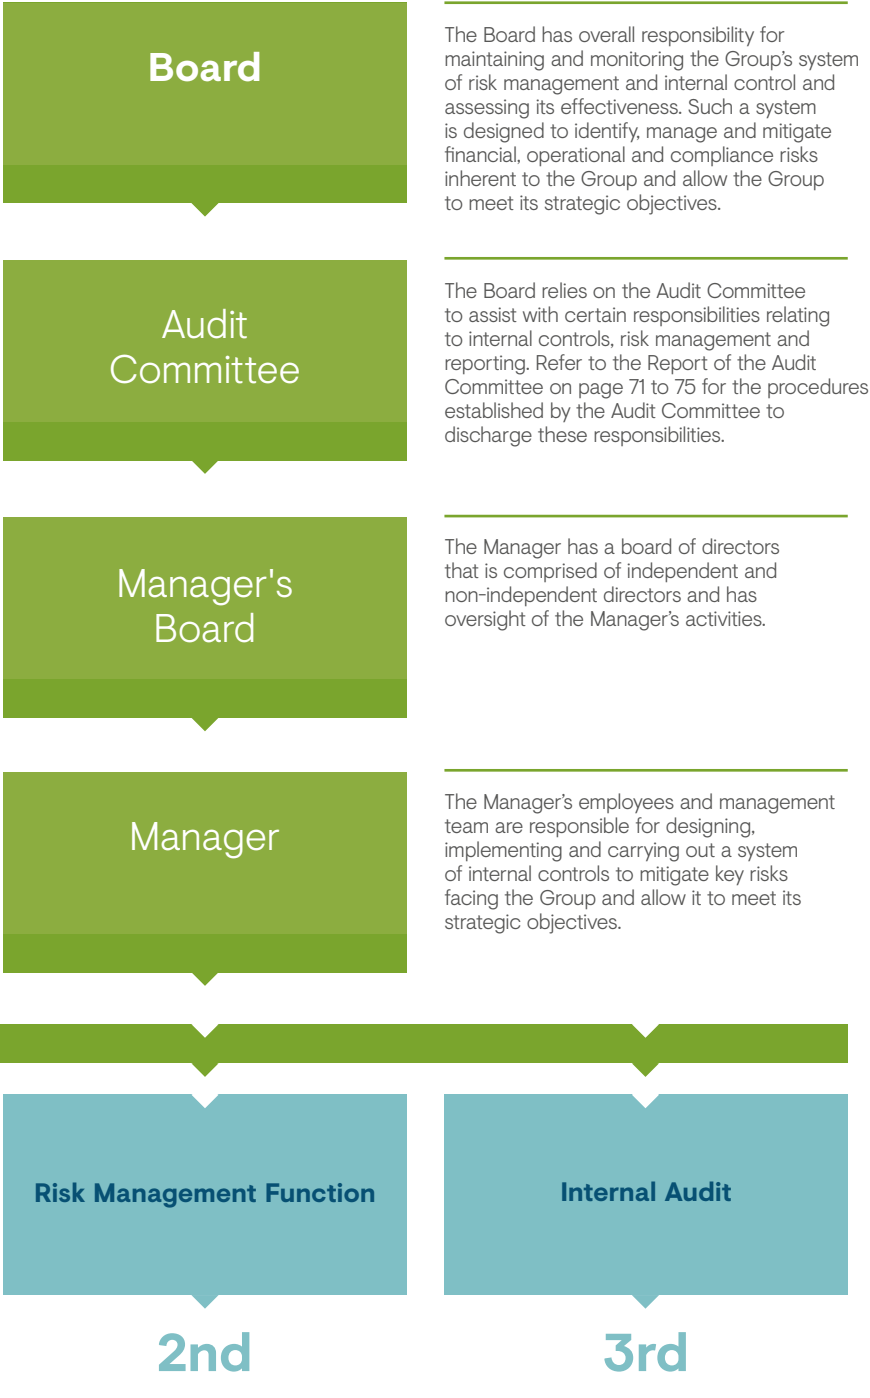 Board
The Board has overall responsibility for
maintaining and monitoring the Group’s system
of risk management and internal control and
assessing its effectiveness. Such a system
is designed to identify, manage and mitigate
financial, operational and compliance risks
inherent to the Group and allow the Group
to meet its strategic objectives.
Audit
Committee
The Board relies on the Audit Committee
to assist with certain responsibilities relating
to internal controls, risk management and
reporting. Refer to the Report of the Audit
Committee on page 71 to 75 for the procedures
established by the Audit Committee to
discharge these responsibilities.
Manager's
Board
The Manager has a board of directors
that is comprised of independent and
non-independent directors and has
oversight of the Manager’s activities.
Manager
The Manager’s employees and management
team are responsible for designing,
implementing and carrying out a system
of internal controls to mitigate key risks
facing the Group and allow it to meet its
strategic objectives.
Risk Management Function
Internal Audit
2nd
3rd